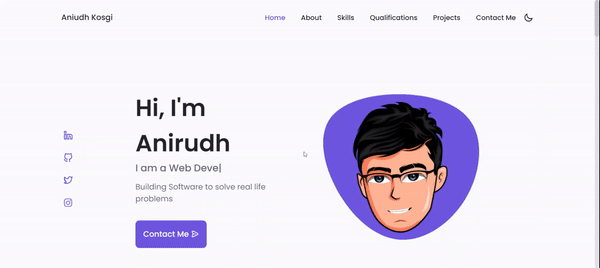 Aniudh Kosgi
Home About Skills Qualifications Projects Contact Me
Hi, I'm
Anirudh
I am a Web Deve|
Building Software to solve real life
problems
Contact Me